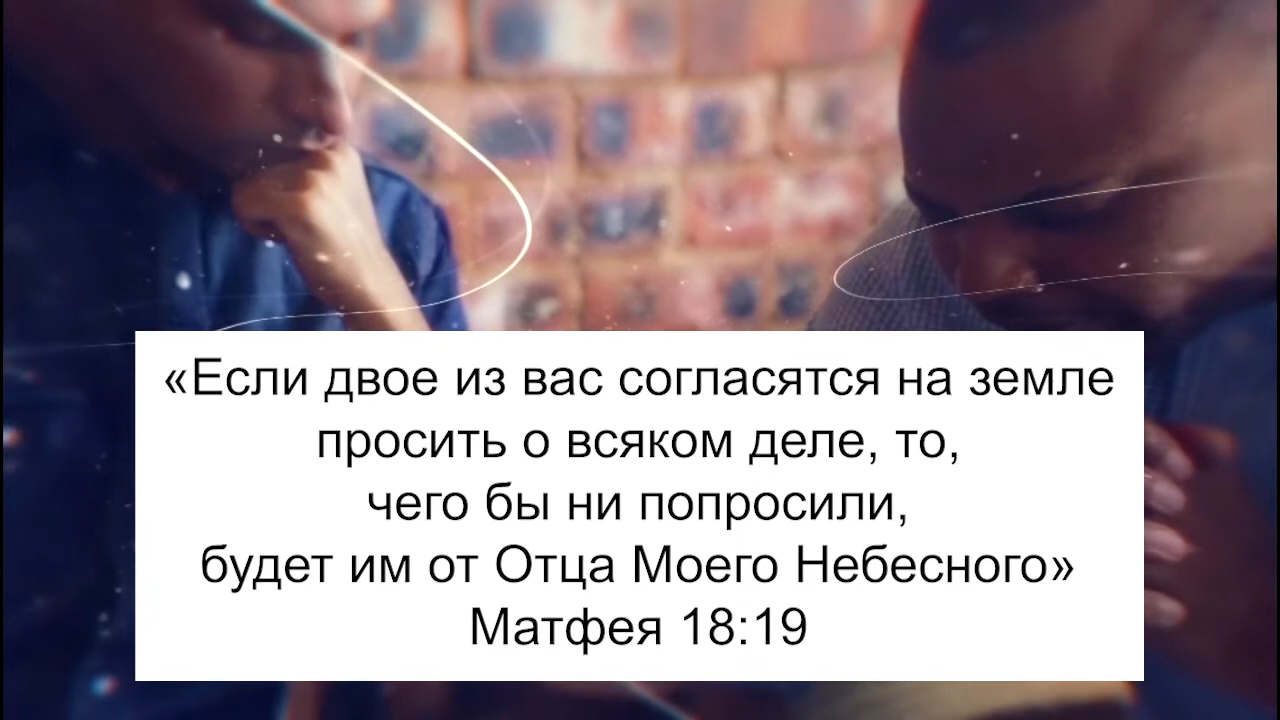 «Если двое из вас согласятся на земле
просить о всяком деле, то,
чего бы ни попросили,
будет им от Отца Моего Небесного»
Матфея 18:19